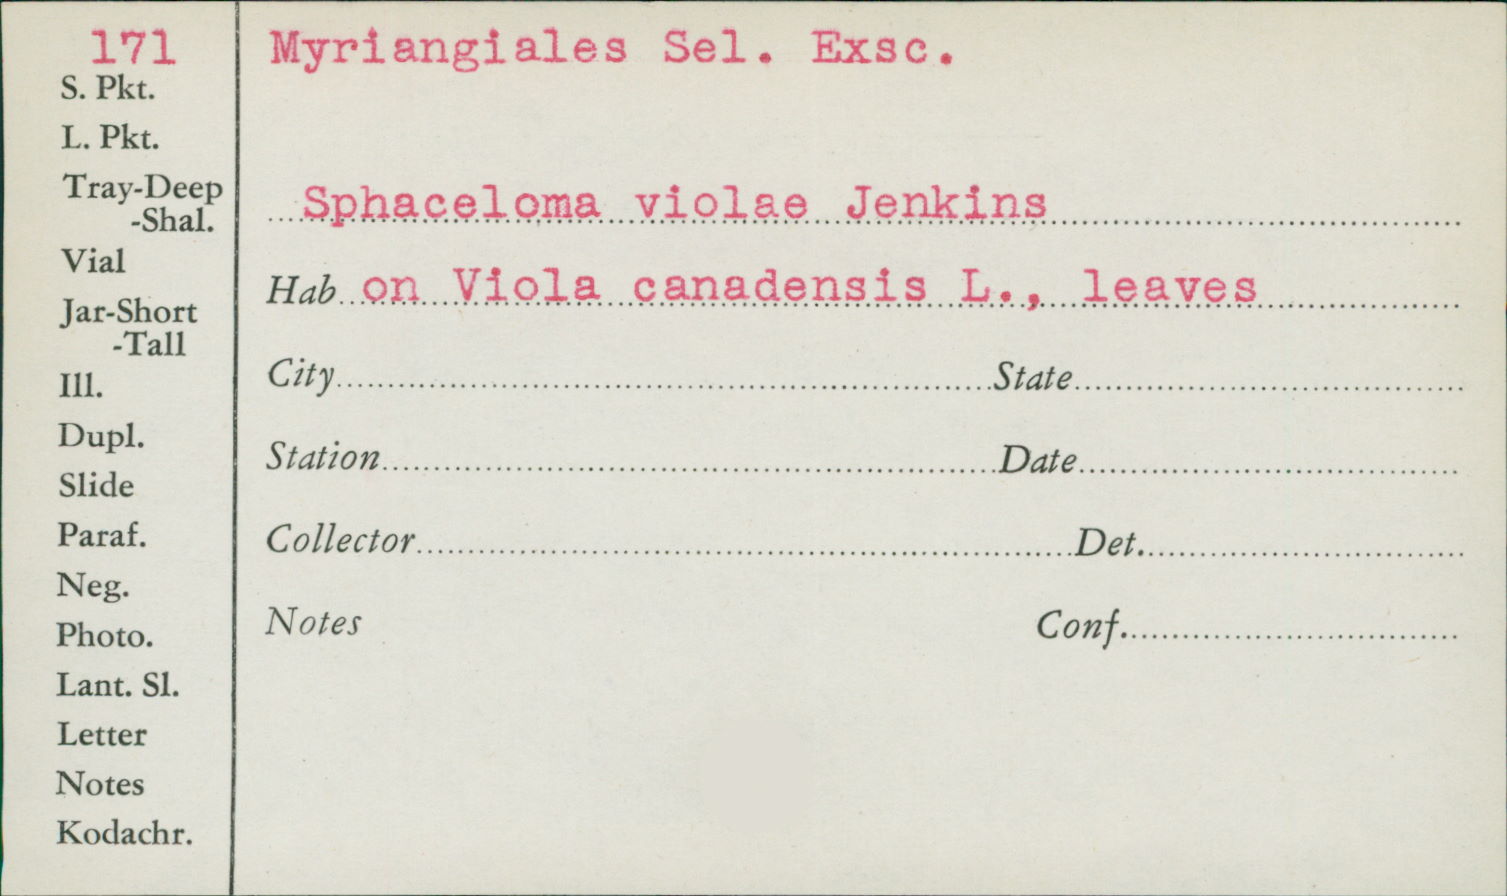 171
S. Pkt.
L. Pkt.
Tray-Deep
-Shal.
Vial
Jar-Short
-Tall
Ill.
Dupl.
Slide
Paraf.
Neg.
Photo.
Lant. Sl.
Letter
Notes
Kodachr.
Myriangiales Sel. Exsc.
Sphaceloma violae Jenkins
Hab on Viola canadensis L., leaves
City State
Station Date
Collector Det.
Notes Conf.